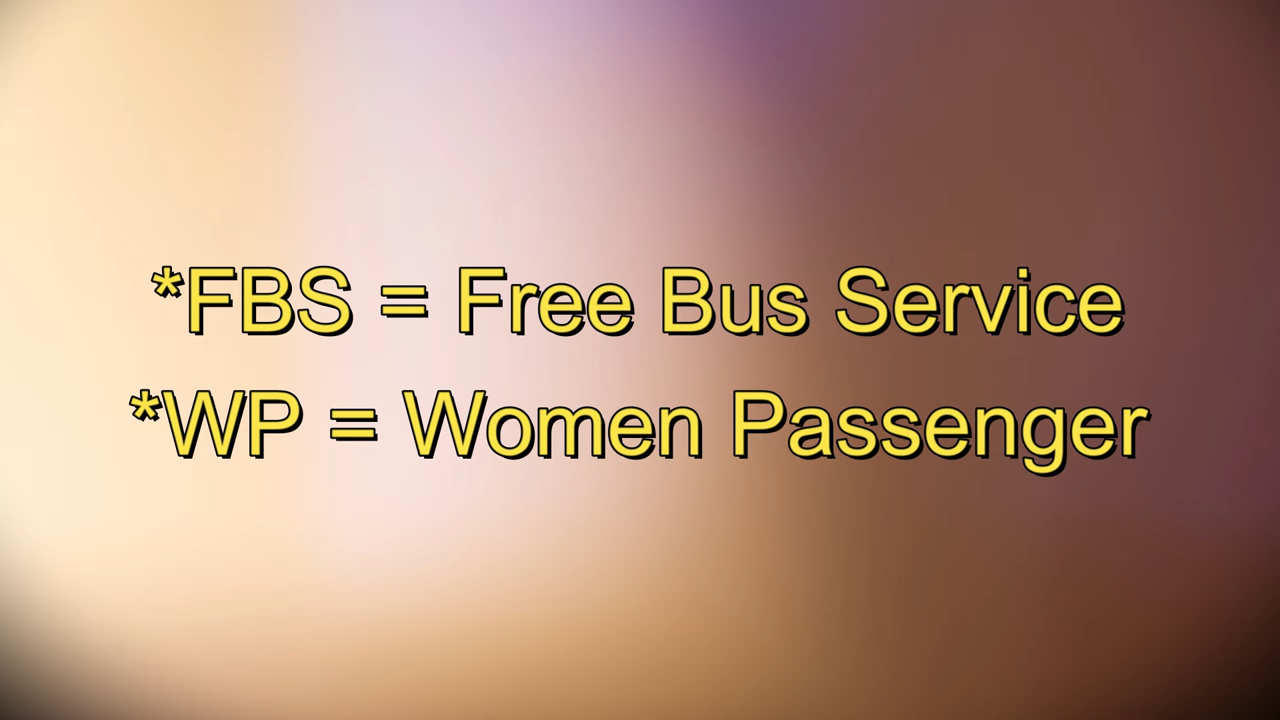 *FBS = Free Bus Service
*WP = Women Passenger